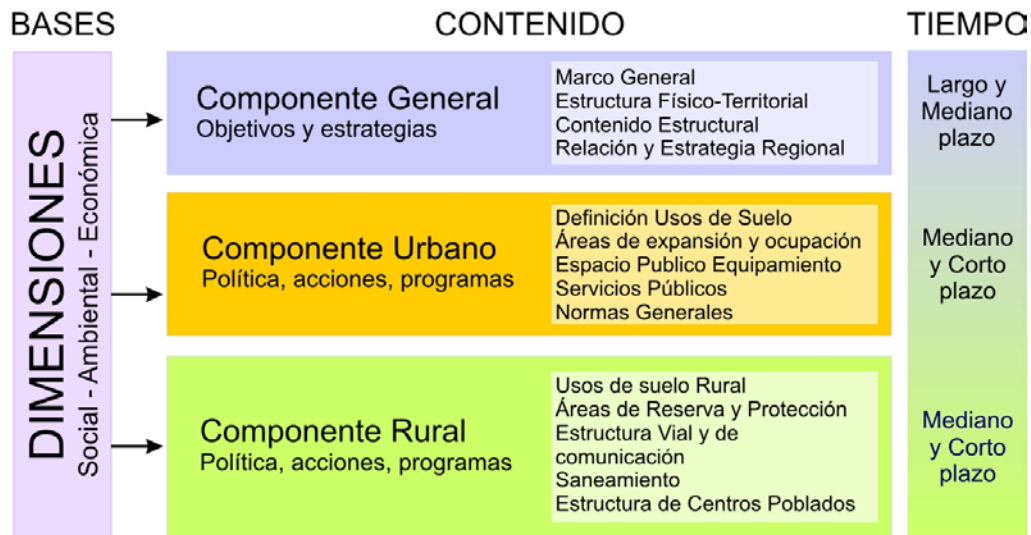 BASES
CONTENIDO
TIEMPO
DIMENSIONES
Social - Ambiental - Económica
Componente General
Objetivos y estrategias
Marco General
Estructura Físico-Territorial
Contenido Estructural
Relación y Estrategia Regional
Largo y
Mediano
plazo
Componente Urbano
Política, acciones, programas
Definición Usos de Suelo
Áreas de expansión y ocupación
Espacio Publico Equipamiento
Servicios Públicos
Normas Generales
Mediano
y Corto
plazo
Componente Rural
Política, acciones, programas
Usos de suelo Rural
Áreas de Reserva y Protección
Estructura Vial y de
comunicación
Saneamiento
Estructura de Centros Poblados
Mediano
y Corto
plazo